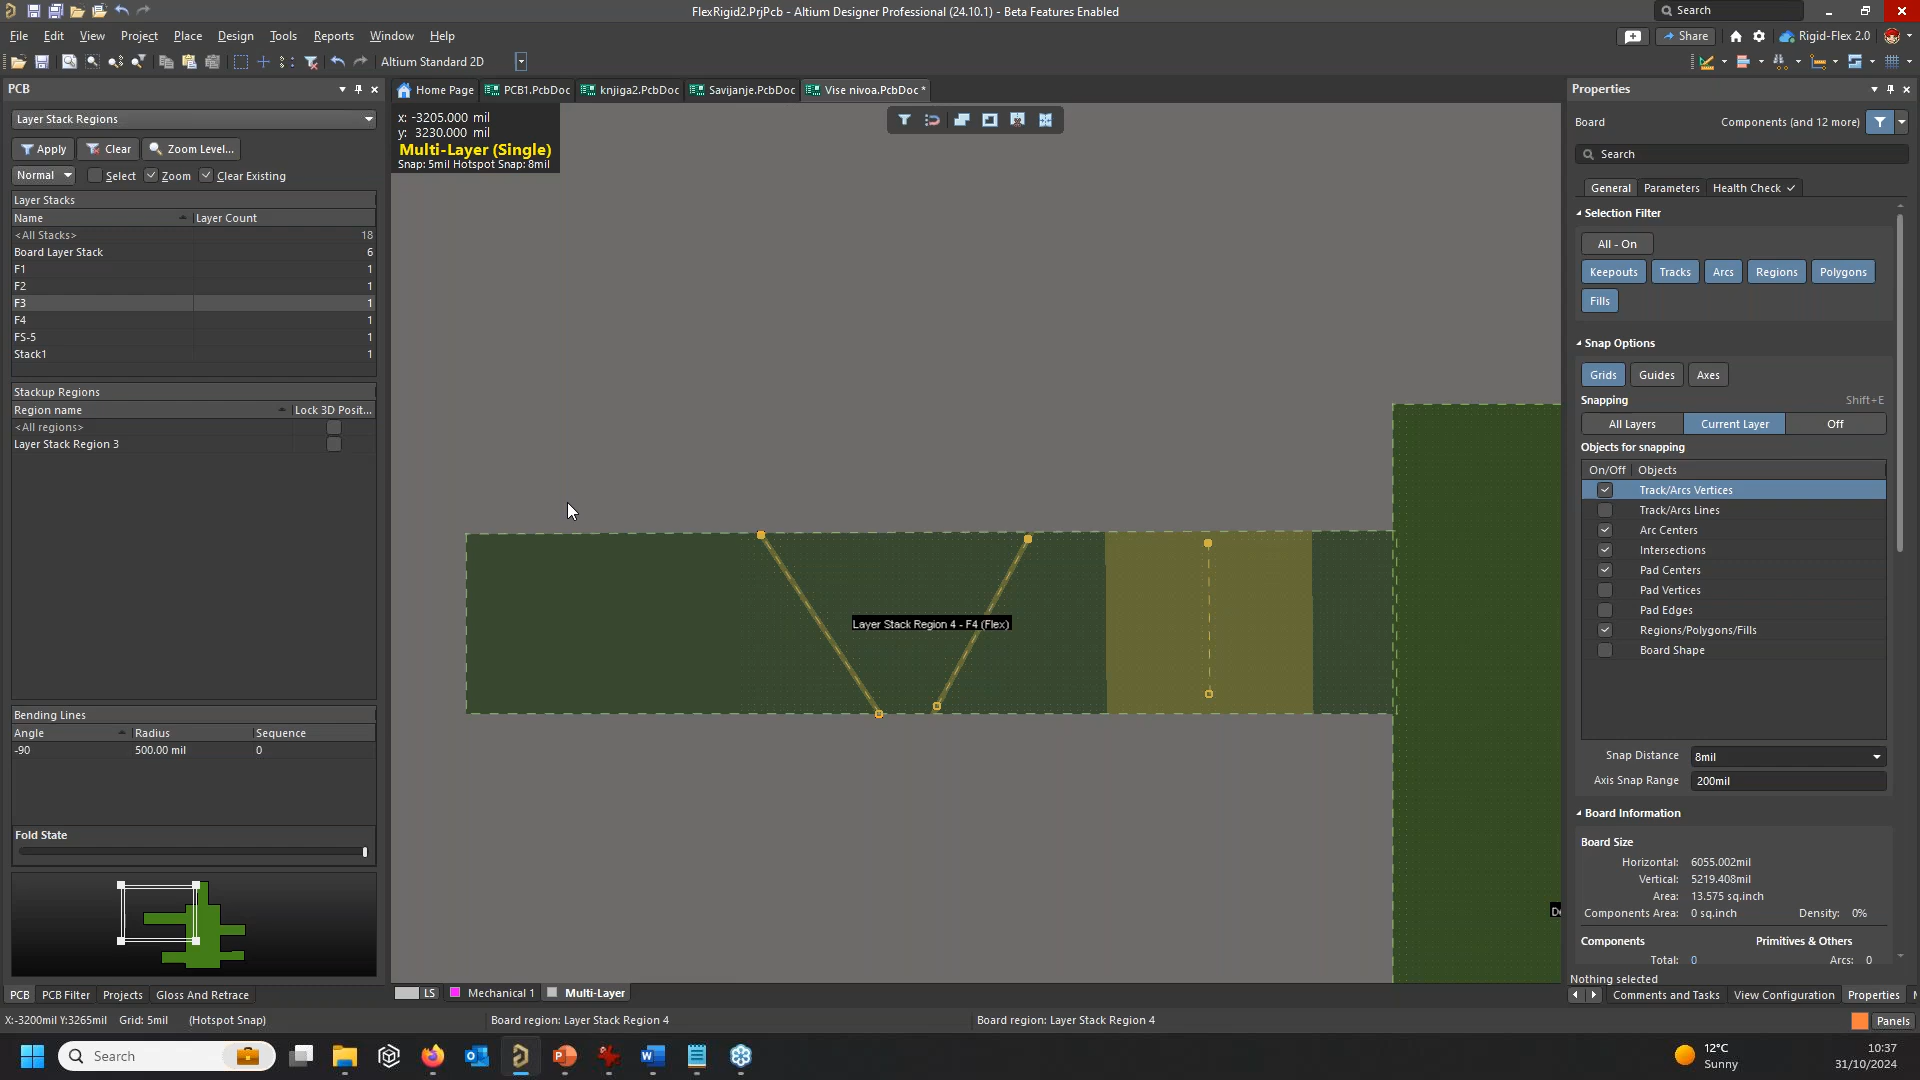 FlexRigid2.PrjPcb - Altium Designer Professional (24.10.1) - Beta Features Enabled
Search
File Edit View Project Place Design Tools Reports Window Help
Share
Rigid-Flex 2.0
Altium Standard 2D
PCB
Home Page PCB1.PcbDoc knjiga2.PcbDoc Savijanje.PcbDoc Vise nivoa.PcbDoc *
Properties
Layer Stack Regions
x: -3205.000 mil
y: 3230.000 mil
Multi-Layer (Single)
Snap: 5mil Hotspot Snap: 8mil
Board Components (and 12 more)
Apply Clear Zoom Level...
Search
Normal Select Zoom Clear Existing
General Parameters Health Check
Layer Stacks
Name Layer Count
<All Stacks> 18
Board Layer Stack 6
F1 1
F2 1
F3 1
F4 1
FS-5 1
Stack1 1
Selection Filter
All - On
Keepouts Tracks Arcs Regions Polygons
Fills
Snap Options
Grids Guides Axes
Snapping Shift+E
All Layers Current Layer Off
Objects for snapping
On/Off Objects
Track/Arcs Vertices
Track/Arcs Lines
Arc Centers
Intersections
Pad Centers
Pad Vertices
Pad Edges
Regions/Polygons/Fills
Board Shape
Stackup Regions
Region name Lock 3D Posit...
<All regions>
Layer Stack Region 3
Layer Stack Region 4 - F4 (Flex)
De
Bending Lines
Angle Radius Sequence
-90 500.00 mil 0
Fold State
Snap Distance 8mil
Axis Snap Range 200mil
Board Information
Board Size
Horizontal: 6055.002mil
Vertical: 5219.408mil
Area: 13.575 sq.inch
Components Area: 0 sq.inch Density: 0%
Components Primitives & Others
Total: 0 Arcs: 0
Nothing selected
PCB PCB Filter Projects Gloss And Retrace
LS Mechanical 1 Multi-Layer
Comments and Tasks View Configuration Properties
X:-3200mil Y:3265mil Grid: 5mil (Hotspot Snap)
Board region: Layer Stack Region 4
Board region: Layer Stack Region 4
Panels
Search
12°C
Sunny
10:37
31/10/2024